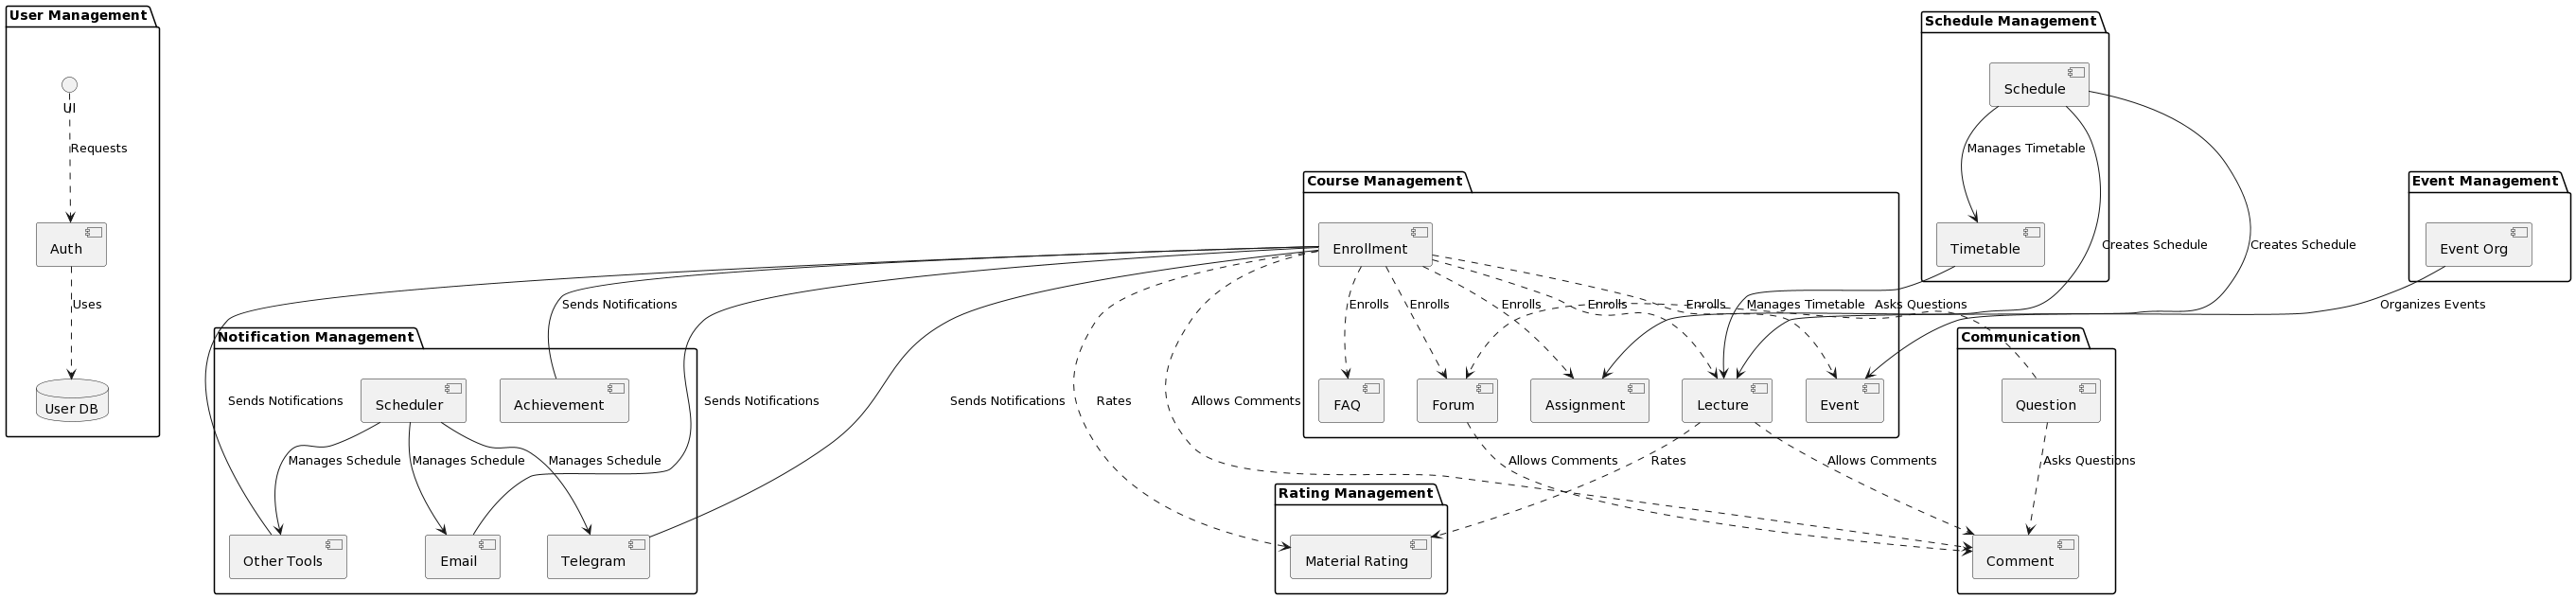 User Management
Schedule Management
UI
Schedule
Requests
Manages Timetable
Course Management
Event Management
Auth
Enrollment
Timetable
Creates Schedule
Creates Schedule
Event Org
Uses
Sends Notifications
Enrolls
Enrolls
Enrolls
Enrolls
Enrolls
Manages Timetable
Asks Questions
Organizes Events
Notification Management
Communication
User DB
Sends Notifications
Scheduler
Achievement
Sends Notifications
Sends Notifications
Rates
Allows Comments
FAQ
Forum
Assignment
Lecture
Event
Question
Manages Schedule
Manages Schedule
Manages Schedule
Allows Comments
Rates
Allows Comments
Asks Questions
Rating Management
Other Tools
Email
Telegram
Material Rating
Comment